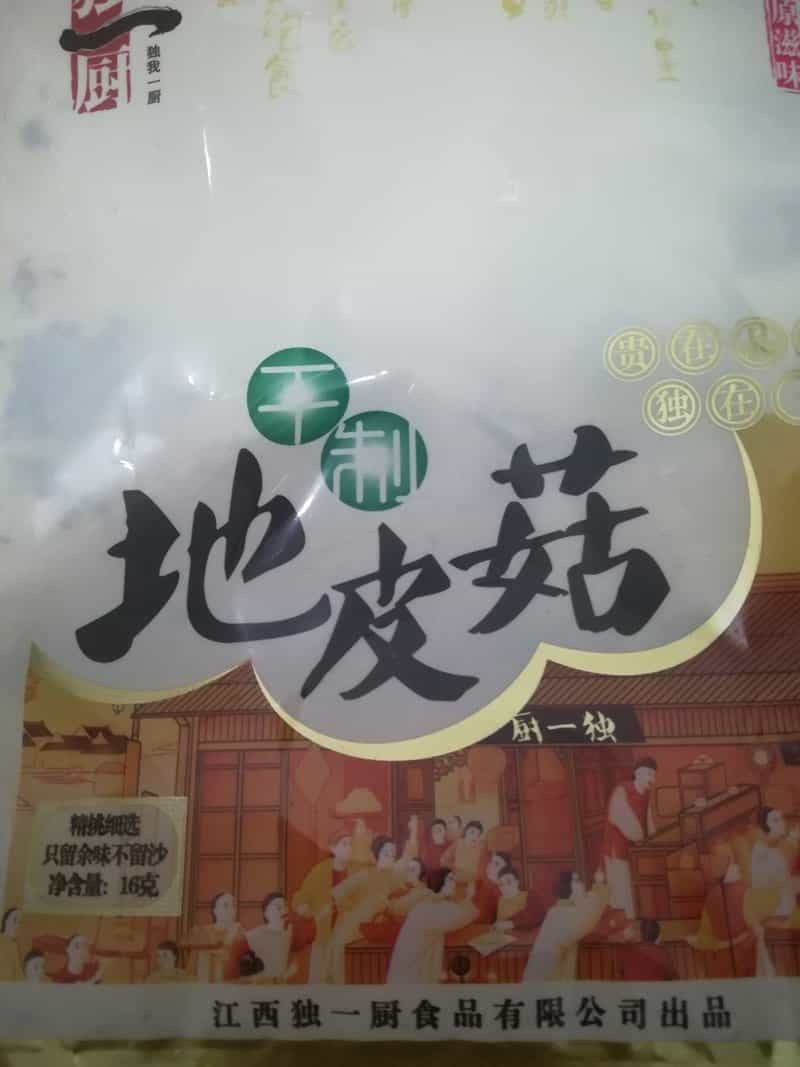 一厨
独我一厨
原滋味
贵在
独在
干制
地皮菇
厨一独
精挑细选
只留余味不留沙
净含量：16克
江西独一厨食品有限公司出品